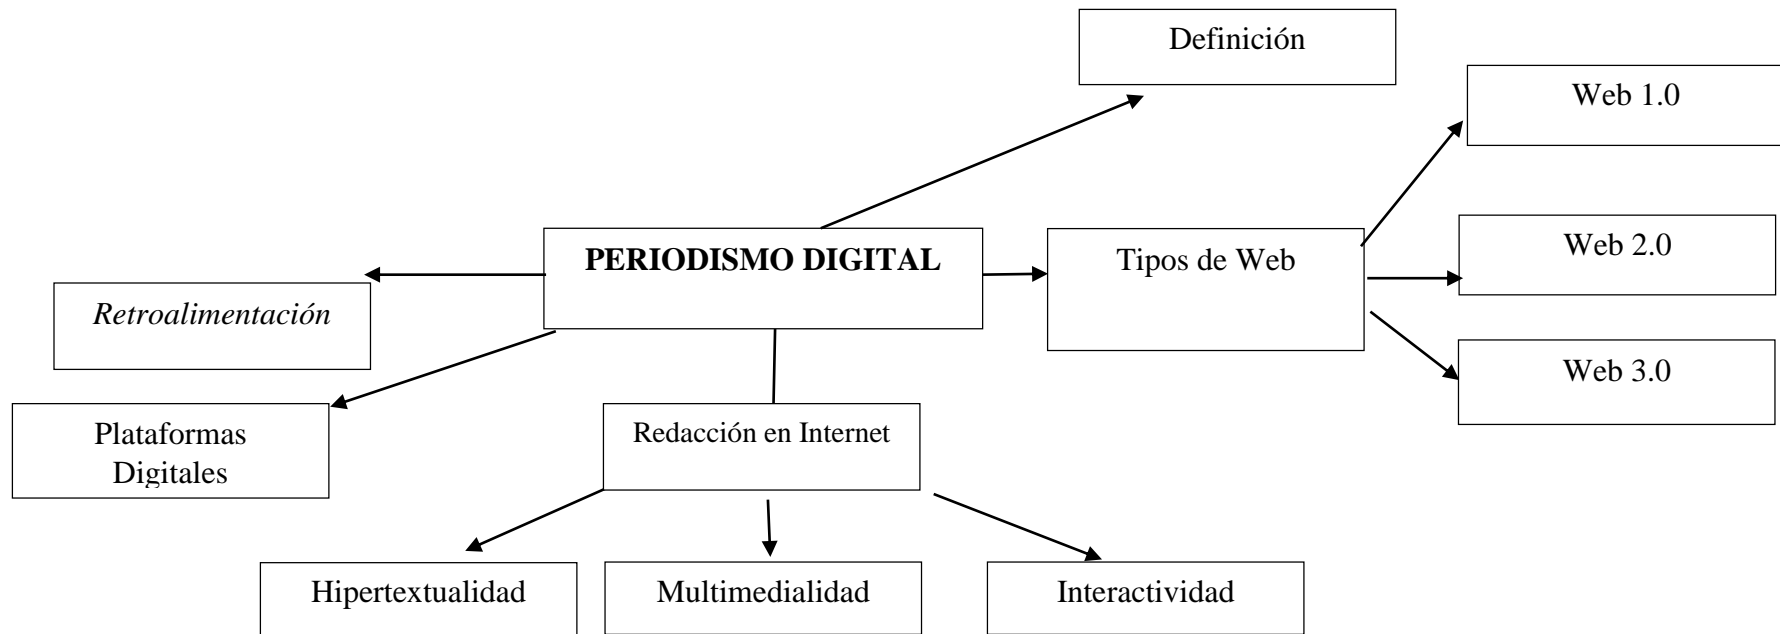 Definición
Web 1.0
PERIODISMO DIGITAL
Tipos de Web
Web 2.0
Retroalimentación
Web 3.0
Plataformas
Digitales
Redacción en Internet
Hipertextualidad
Multimedialidad
Interactividad